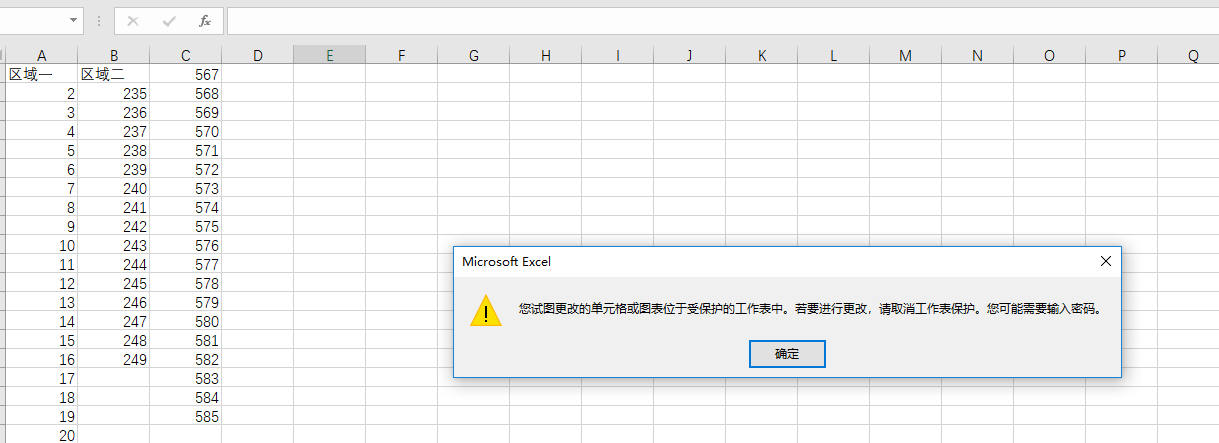 fx
A B C D E F G H I J K L M N O P Q
区域一 区域二 567
2 235 568
3 236 569
4 237 570
5 238 571
6 239 572
7 240 573
8 241 574
9 242 575
10 243 576
11 244 577
12 245 578
13 246 579
14 247 580
15 248 581
16 249 582
17 583
18 584
19 585
20
Microsoft Excel
您试图更改的单元格或图表位于受保护的工作表中。若要进行更改，请取消工作表保护。您可能需要输入密码。
确定